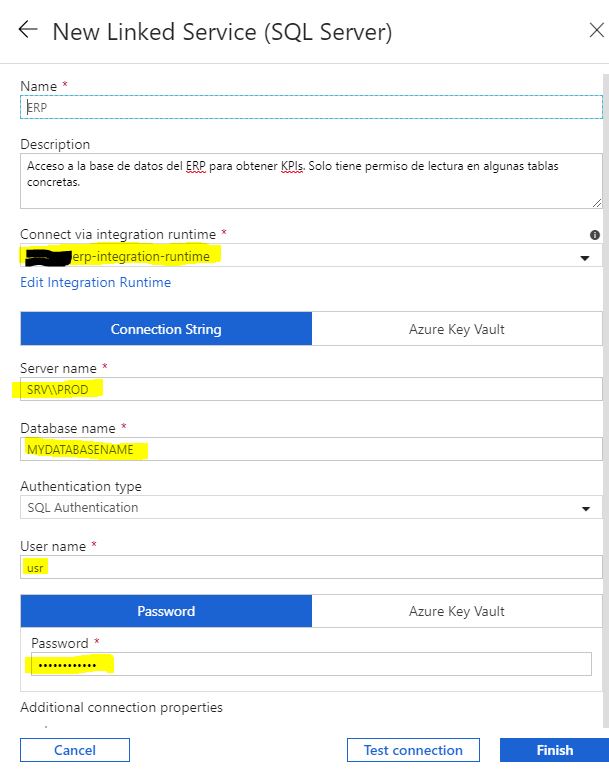 New Linked Service (SQL Server)
Name *
ERP
Description
Acceso a la base de datos del ERP para obtener KPIs. Solo tiene permiso de lectura en algunas tablas
concretas.
Connect via integration runtime *
erp-integration-runtime
Edit Integration Runtime
Connection String
Azure Key Vault
Server name *
SRV\\PROD
Database name *
MYDATABASENAME
Authentication type
SQL Authentication
User name *
usr
Password
Azure Key Vault
Password *
••••••••••••
Additional connection properties
Cancel
Test connection
Finish